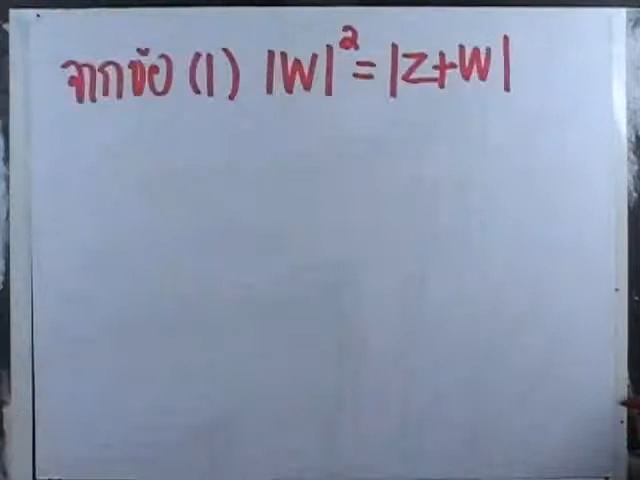 จากข้อ (1) |W|² = |Z+W|